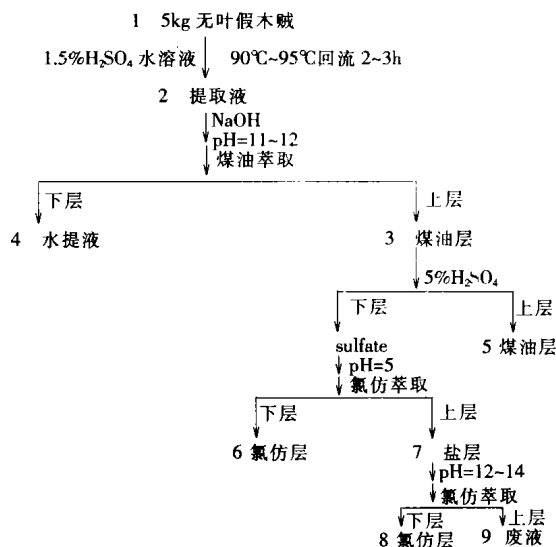 1 5kg 无叶假木贼
1.5%H₂SO₄ 水溶液 90℃~95℃回流 2~3h
2 提取液
NaOH
pH=11~12
煤油萃取
下层 上层
4 水提液 3 煤油层
5%H₂SO₄
下层 上层
sulfate 5 煤油层
pH=5
氯仿萃取
下层 上层
6 氯仿层 7 盐层
pH=12~14
氯仿萃取
下层 上层
8 氯仿层 9 废液